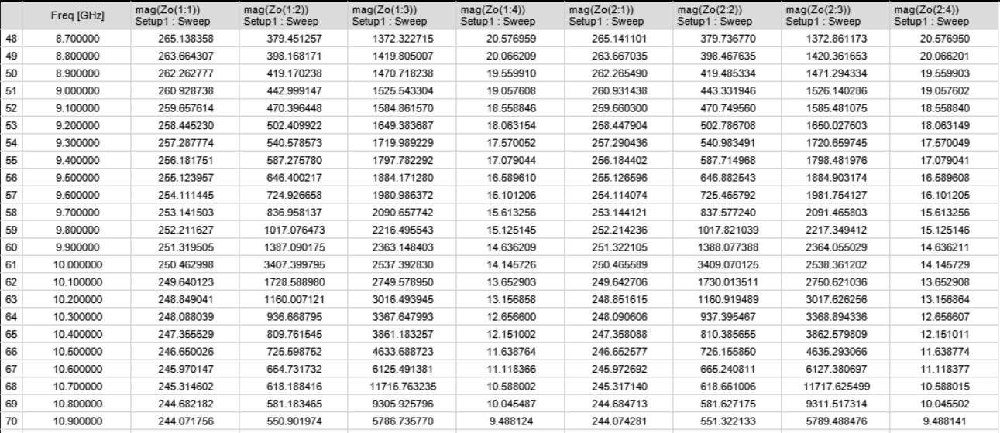 Freq [GHz] mag(Zo(1:1)) mag(Zo(1:2)) mag(Zo(1:3)) mag(Zo(1:4)) mag(Zo(2:1)) mag(Zo(2:2)) mag(Zo(2:3)) mag(Zo(2:4))
Setup1 : Sweep Setup1 : Sweep Setup1 : Sweep Setup1 : Sweep Setup1 : Sweep Setup1 : Sweep Setup1 : Sweep Setup1 : Sweep
48 8.700000 265.138358 379.451257 1372.322715 20.576959 265.141101 379.736770 1372.861173 20.576950
49 8.800000 263.664307 398.168171 1419.805007 20.066209 263.667035 398.467635 1420.361653 20.066201
50 8.900000 262.262777 419.170238 1470.718238 19.559910 262.265490 419.485334 1471.294334 19.559903
51 9.000000 260.928738 442.999147 1525.543304 19.057608 260.931438 443.331946 1526.140286 19.057602
52 9.100000 259.657614 470.396448 1584.861570 18.558846 259.660300 470.749560 1585.481075 18.558840
53 9.200000 258.445230 502.409922 1649.383687 18.063154 258.447904 502.786708 1650.027603 18.063149
54 9.300000 257.287774 540.578573 1719.989229 17.570052 257.290436 540.983491 1720.659745 17.570049
55 9.400000 256.181751 587.275780 1797.782292 17.079044 256.184402 587.714968 1798.481976 17.079041
56 9.500000 255.123957 646.400217 1884.171280 16.589610 255.126596 646.882543 1884.903174 16.589608
57 9.600000 254.111445 724.926658 1980.986372 16.101206 254.114074 725.465792 1981.754127 16.101205
58 9.700000 253.141503 836.958137 2090.657742 15.613256 253.144121 837.577240 2091.465803 15.613256
59 9.800000 252.211627 1017.076473 2216.495543 15.125145 252.214236 1017.821039 2217.349412 15.125146
60 9.900000 251.319505 1387.090175 2363.148403 14.636209 251.322105 1388.077388 2364.055029 14.636211
61 10.000000 250.462998 3407.399795 2537.392830 14.145726 250.465589 3409.070125 2538.361202 14.145729
62 10.100000 249.640123 1728.588980 2749.578950 13.652903 249.642706 1730.013511 2750.621036 13.652908
63 10.200000 248.849041 1160.007121 3016.493945 13.156858 248.851615 1160.919489 3017.626256 13.156864
64 10.300000 248.088039 936.668795 3367.647993 12.656600 248.090606 937.395467 3368.894336 12.656607
65 10.400000 247.355529 809.761545 3861.183257 12.151002 247.358088 810.385655 3862.579809 12.151011
66 10.500000 246.650026 725.598752 4633.688723 11.638764 246.652577 726.155850 4635.293066 11.638774
67 10.600000 245.970147 664.731732 6125.491381 11.118366 245.972692 665.240811 6127.380697 11.118377
68 10.700000 245.314602 618.188416 11716.763235 10.588002 245.317140 618.661006 11717.625499 10.588015
69 10.800000 244.682182 581.183465 9305.925796 10.045487 244.684713 581.627175 9311.517314 10.045502
70 10.900000 244.071756 550.901974 5786.735770 9.488124 244.074281 551.322133 5789.488476 9.488141